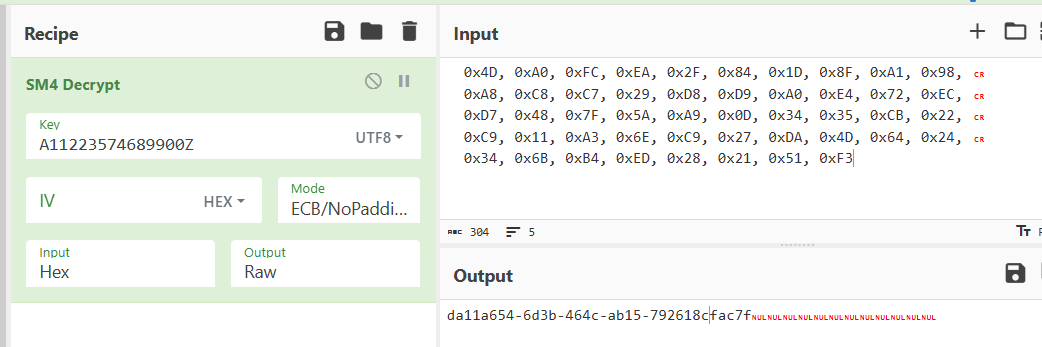 Recipe
SM4 Decrypt
Key
A11223574689900Z
UTF8
IV
HEX
Mode
ECB/NoPaddi...
Input
Hex
Output
Raw
Input
0x4D, 0xA0, 0xFC, 0xEA, 0x2F, 0x84, 0x1D, 0x8F, 0xA1, 0x98, CR
0xA8, 0xC8, 0xC7, 0x29, 0xD8, 0xD9, 0xA0, 0xE4, 0x72, 0xEC, CR
0xD7, 0x48, 0x7F, 0x5A, 0xA9, 0x0D, 0x34, 0x35, 0xCB, 0x22, CR
0xC9, 0x11, 0xA3, 0x6E, 0xC9, 0x27, 0xDA, 0x4D, 0x64, 0x24, CR
0x34, 0x6B, 0xB4, 0xED, 0x28, 0x21, 0x51, 0xF3
ABC 304 5
Output
da11a654-6d3b-464c-ab15-792618cfac7fNULNULNULNULNULNULNULNULNULNULNULNUL